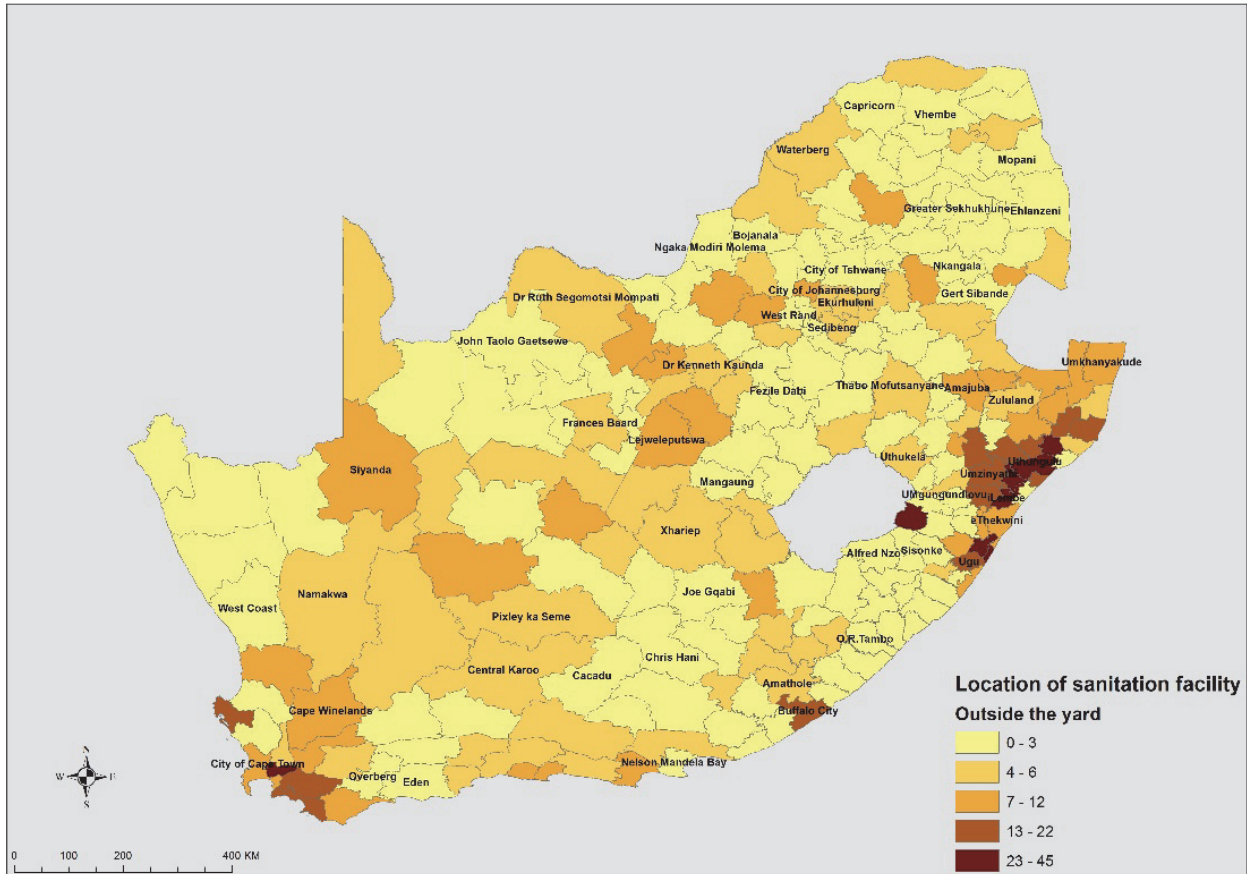 Capricorn
Vhembe
Waterberg
Mopani
Greater Sekhukhune
Ehlanzeni
Bojanala
Ngaka Modiri Molema
City of Tshwane
Nkangala
City of Johannesburg
Ekurhuleni
Gert Sibande
Dr Ruth Segomotsi Mompati
West Rand
Sedibeng
John Taolo Gaetsewe
Umkhanyakude
Dr Kenneth Kaunda
Thabo Mofutsanyane
Amajuba
Fezile Dabi
Zululand
Frances Baard
Lejweleputswa
Uthukela
Uthungulu
Siyanda
Umzinyathi
Mangaung
UMgungundlovu
iLembe
eThekwini
Xhariep
Alfred Nzo
Sisonke
Ugu
Joe Gqabi
Namakwa
West Coast
Pixley ka Seme
O.R.Tambo
Chris Hani
Central Karoo
Cacadu
Amathole
Cape Winelands
Buffalo City
City of Cape Town
Nelson Mandela Bay
Overberg
Eden
N
W E
S
0 100 200 400 KM
Location of sanitation facility
Outside the yard
0 - 3
4 - 6
7 - 12
13 - 22
23 - 45